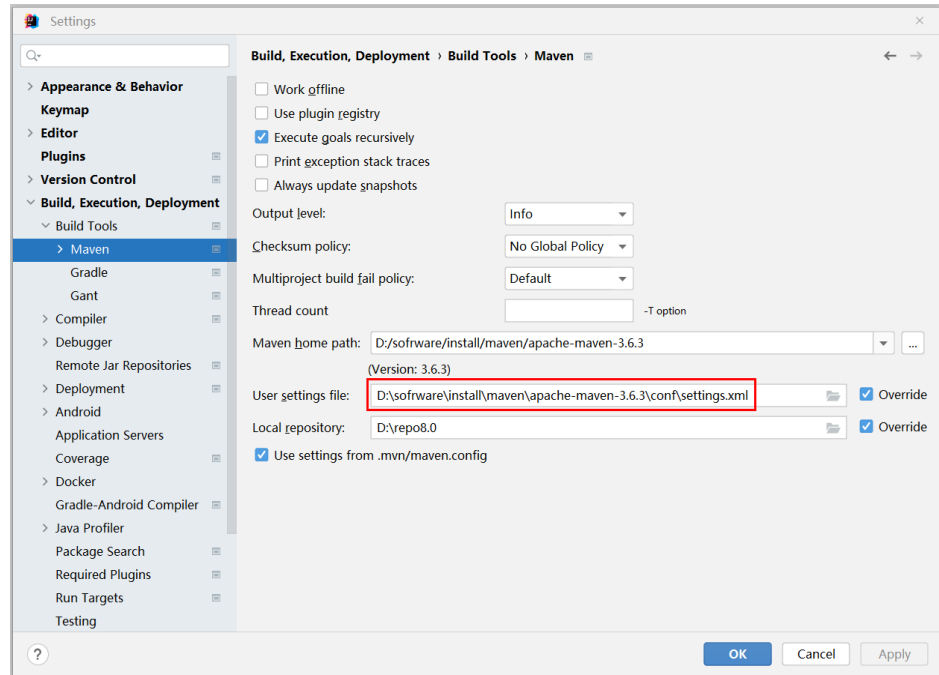 Settings
Build, Execution, Deployment › Build Tools › Maven
Appearance & Behavior
Keymap
Editor
Plugins
Version Control
Build, Execution, Deployment
Build Tools
Maven
Gradle
Gant
Compiler
Debugger
Remote Jar Repositories
Deployment
Android
Application Servers
Coverage
Docker
Gradle-Android Compiler
Java Profiler
Package Search
Required Plugins
Run Targets
Testing
Work offline
Use plugin registry
Execute goals recursively
Print exception stack traces
Always update snapshots
Output level: Info
Checksum policy: No Global Policy
Multiproject build fail policy: Default
Thread count -T option
Maven home path: D:/sofrware/install/maven/apache-maven-3.6.3 ...
(Version: 3.6.3)
User settings file: D:\sofrware\install\maven\apache-maven-3.6.3\conf\settings.xml Override
Local repository: D:\repo8.0 Override
Use settings from .mvn/maven.config
? OK Cancel Apply